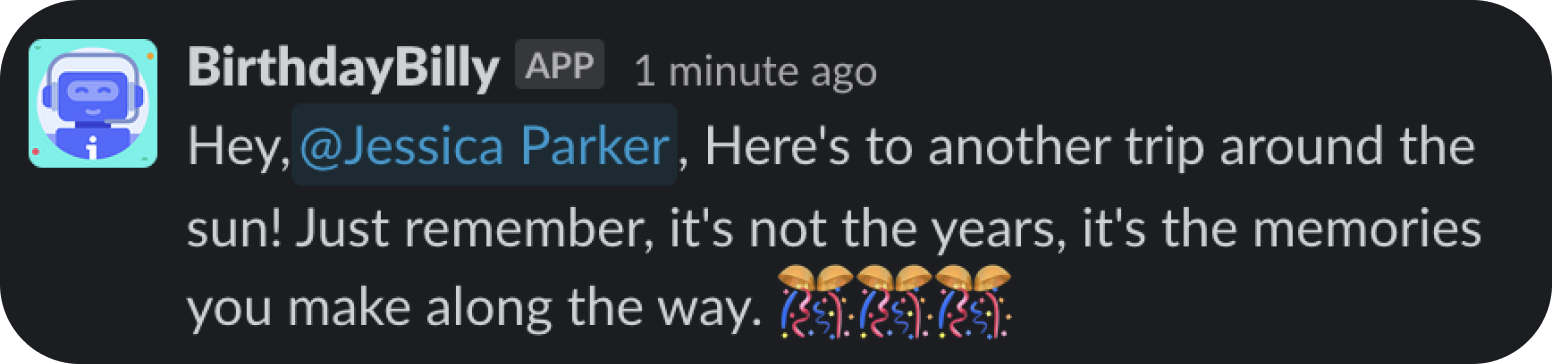 BirthdayBilly APP 1 minute ago
Hey, @Jessica Parker , Here's to another trip around the
sun! Just remember, it's not the years, it's the memories
you make along the way. 🎊🎊🎊